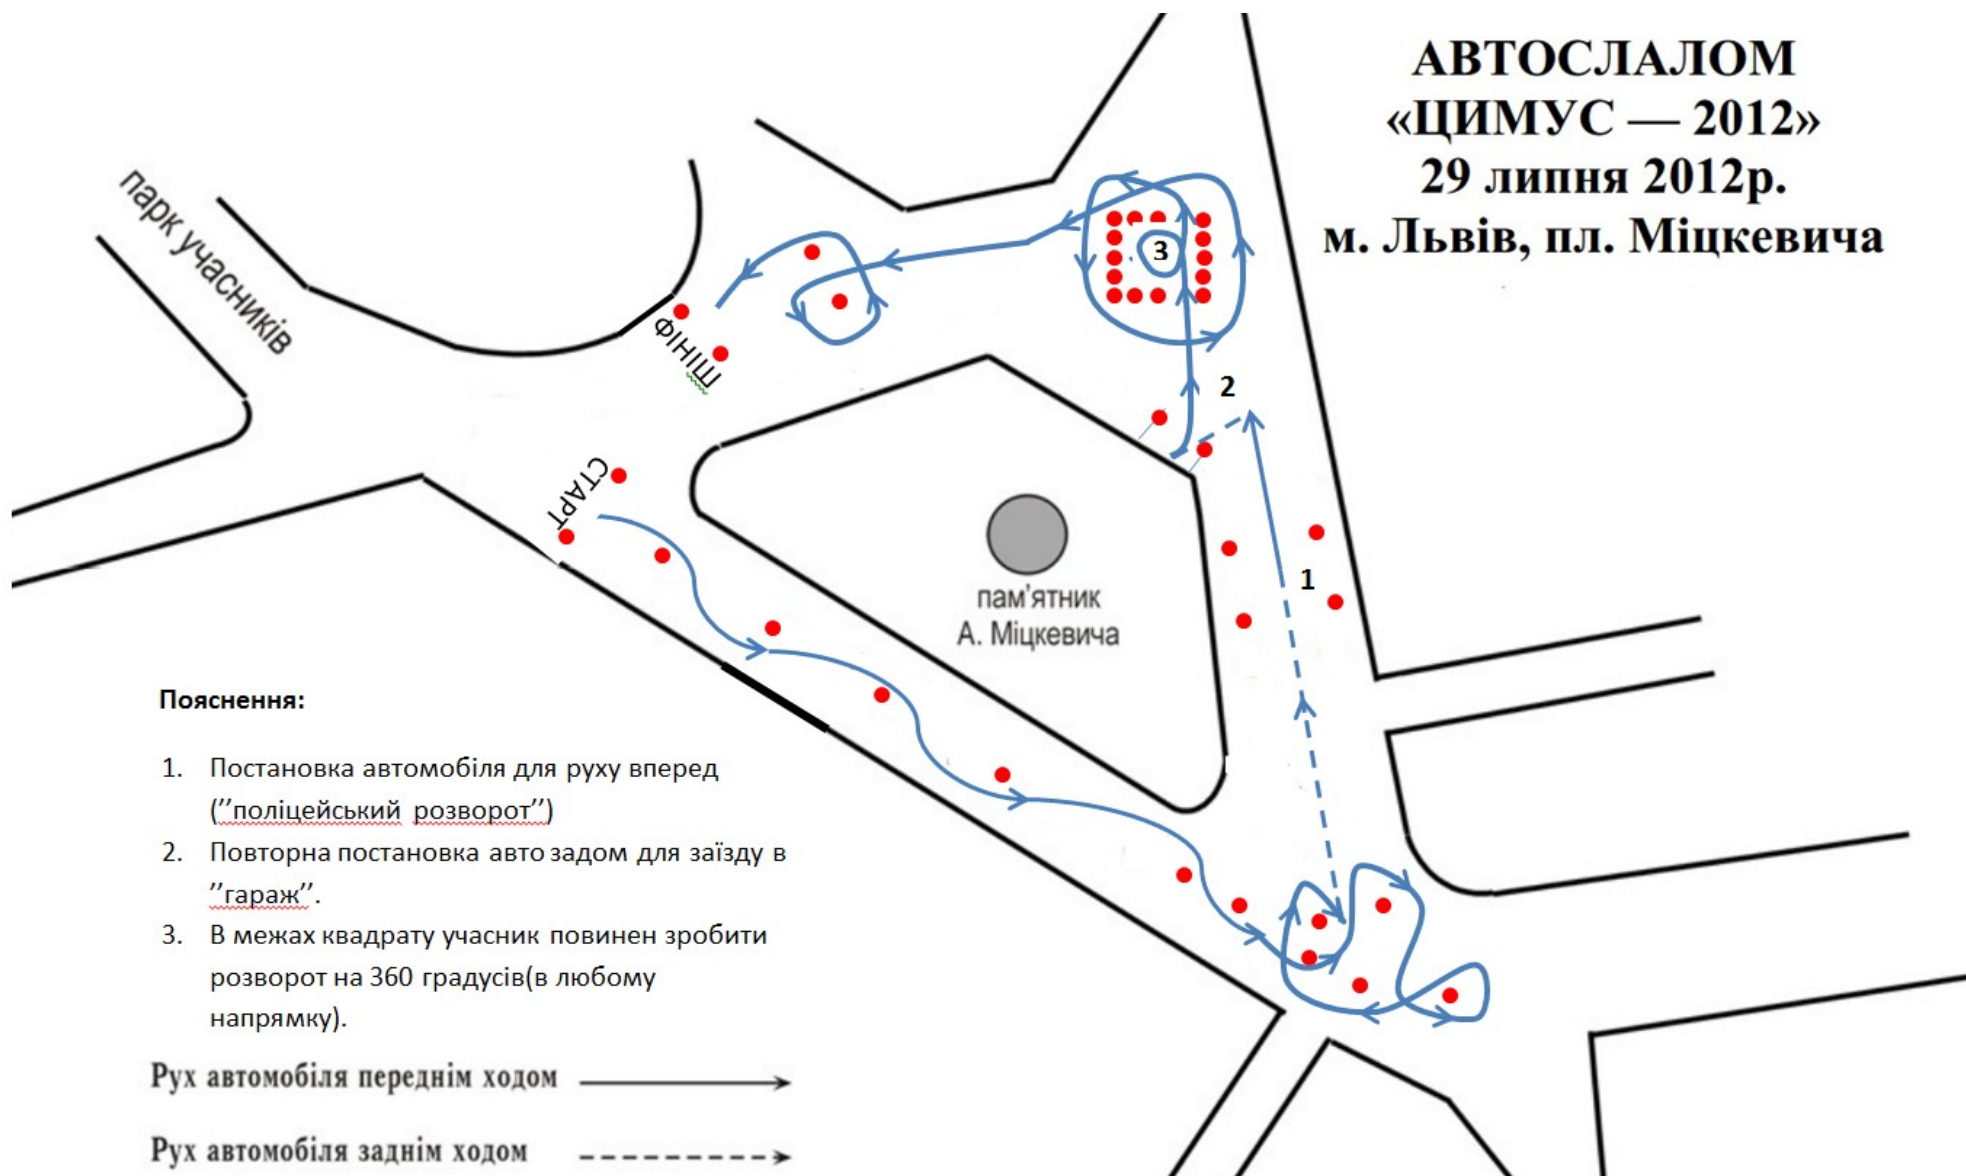 АВТОСЛАЛОМ
«ЦИМУС — 2012»
29 липня 2012р.
м. Львів, пл. Міцкевича
парк учасників
3
ФІНІШ
2
СТАРТ
1
пам’ятник
А. Міцкевича
Пояснення:
1. Постановка автомобіля для руху вперед
(’’поліцейський розворот’’)
2. Повторна постановка авто задом для заїзду в
’’гараж’’.
3. В межах квадрату учасник повинен зробити
розворот на 360 градусів(в любому
напрямку).
Рух автомобіля переднім ходом
Рух автомобіля заднім ходом